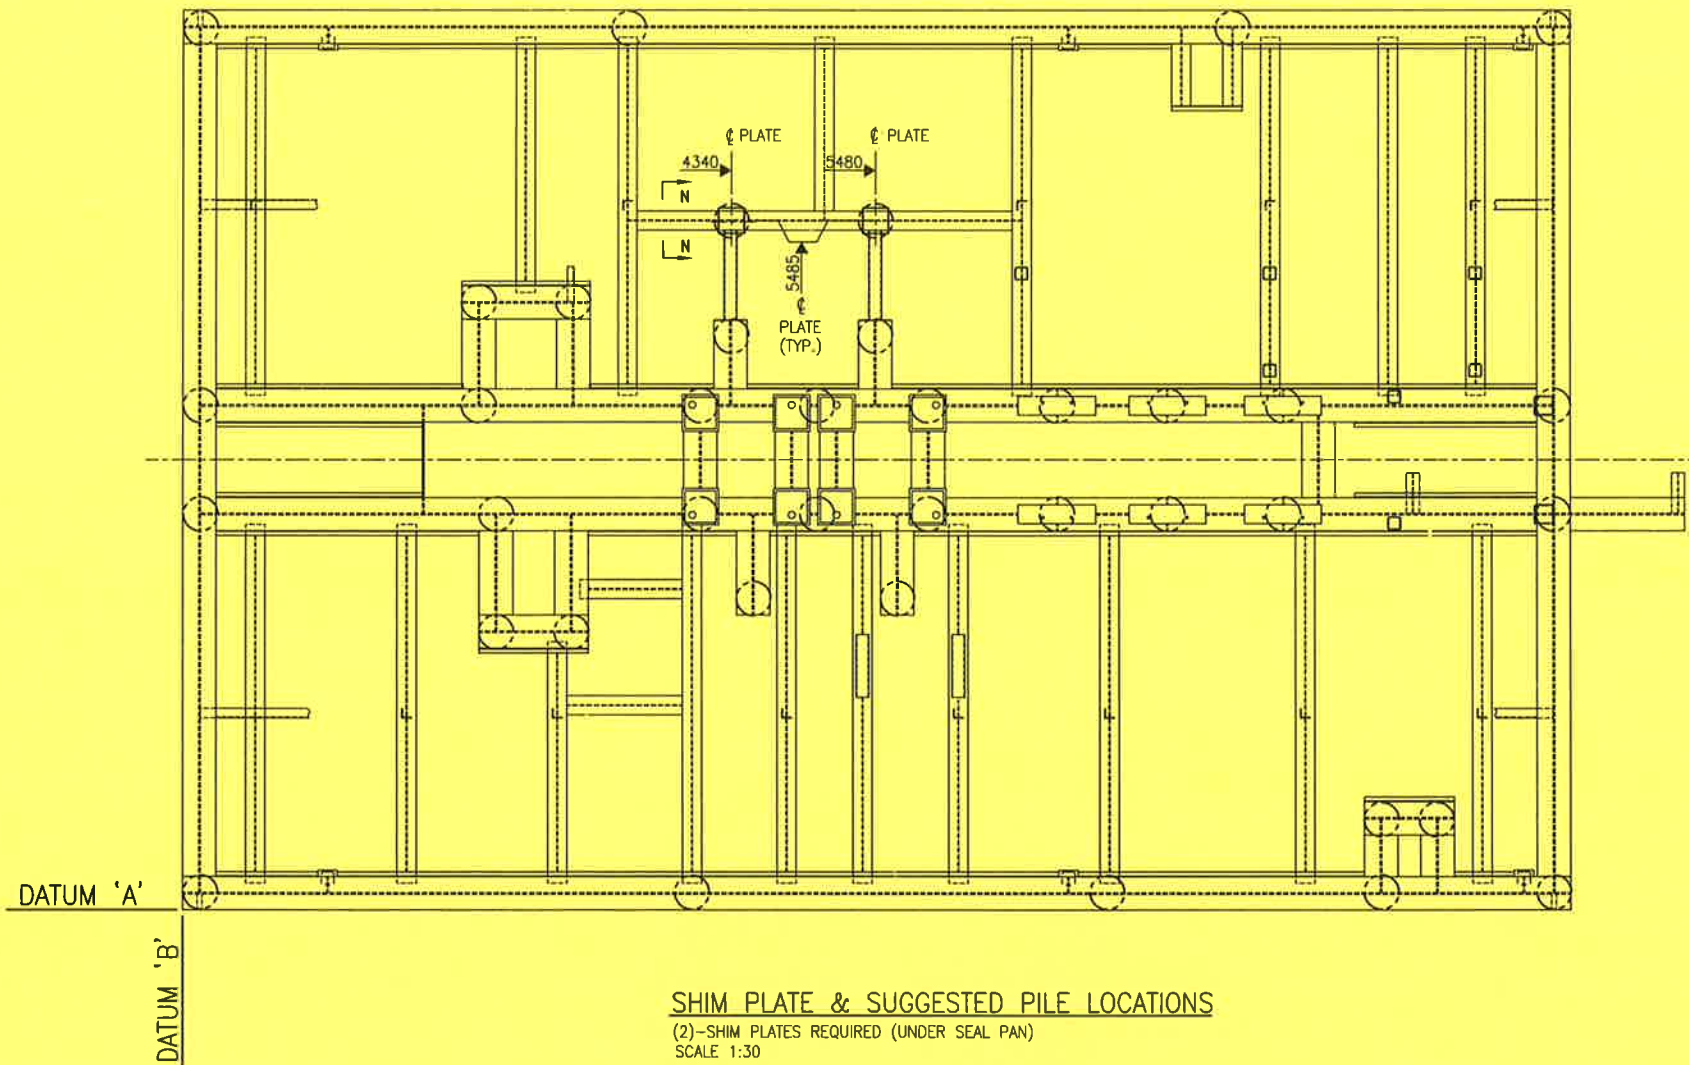 ℄ PLATE
℄ PLATE
4340
5480
N
N
5485
℄
PLATE
(TYP.)
DATUM 'A'
DATUM 'B'
SHIM PLATE & SUGGESTED PILE LOCATIONS
(2)-SHIM PLATES REQUIRED (UNDER SEAL PAN)
SCALE 1:30